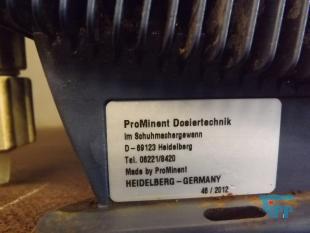 ProMinent Dosiertechnik
Im Schuhmachergewann
D-69123 Heidelberg
Tel. 06221/8420
Made by ProMinent
HEIDELBERG-GERMANY
46 / 2012